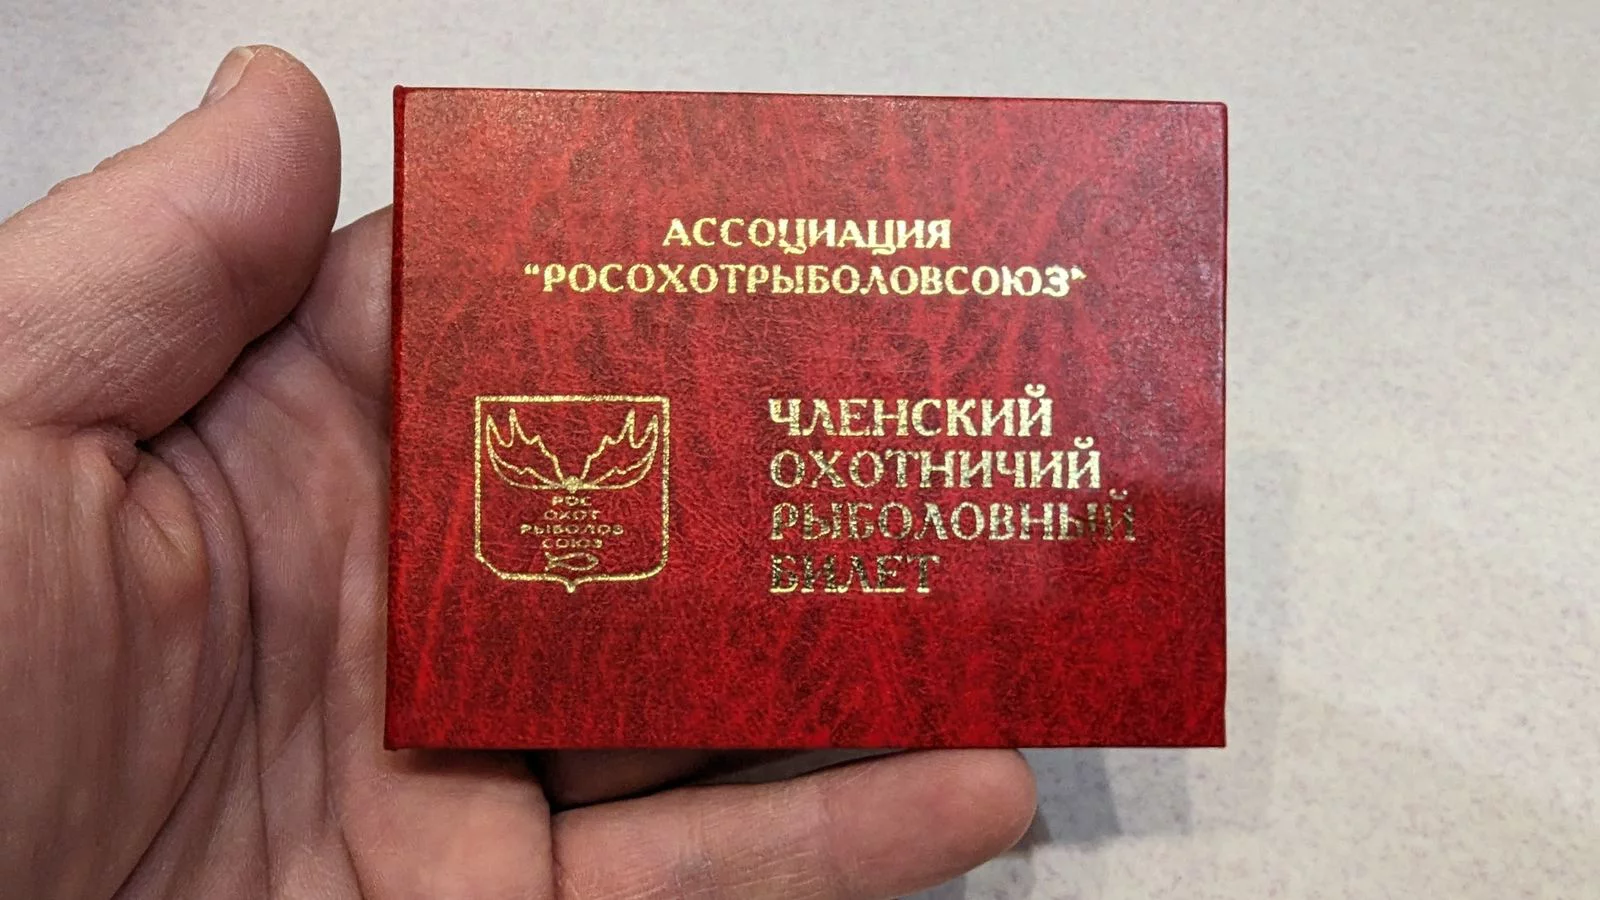 АССОЦИАЦИЯ
"РОСОХОТРЫБОЛОВСОЮЗ"
ЧЛЕНСКИЙ
ОХОТНИЧИЙ
РЫБОЛОВНЫЙ
БИЛЕТ
РОС
ОХОТ
РЫБОЛОВ
СОЮЗ